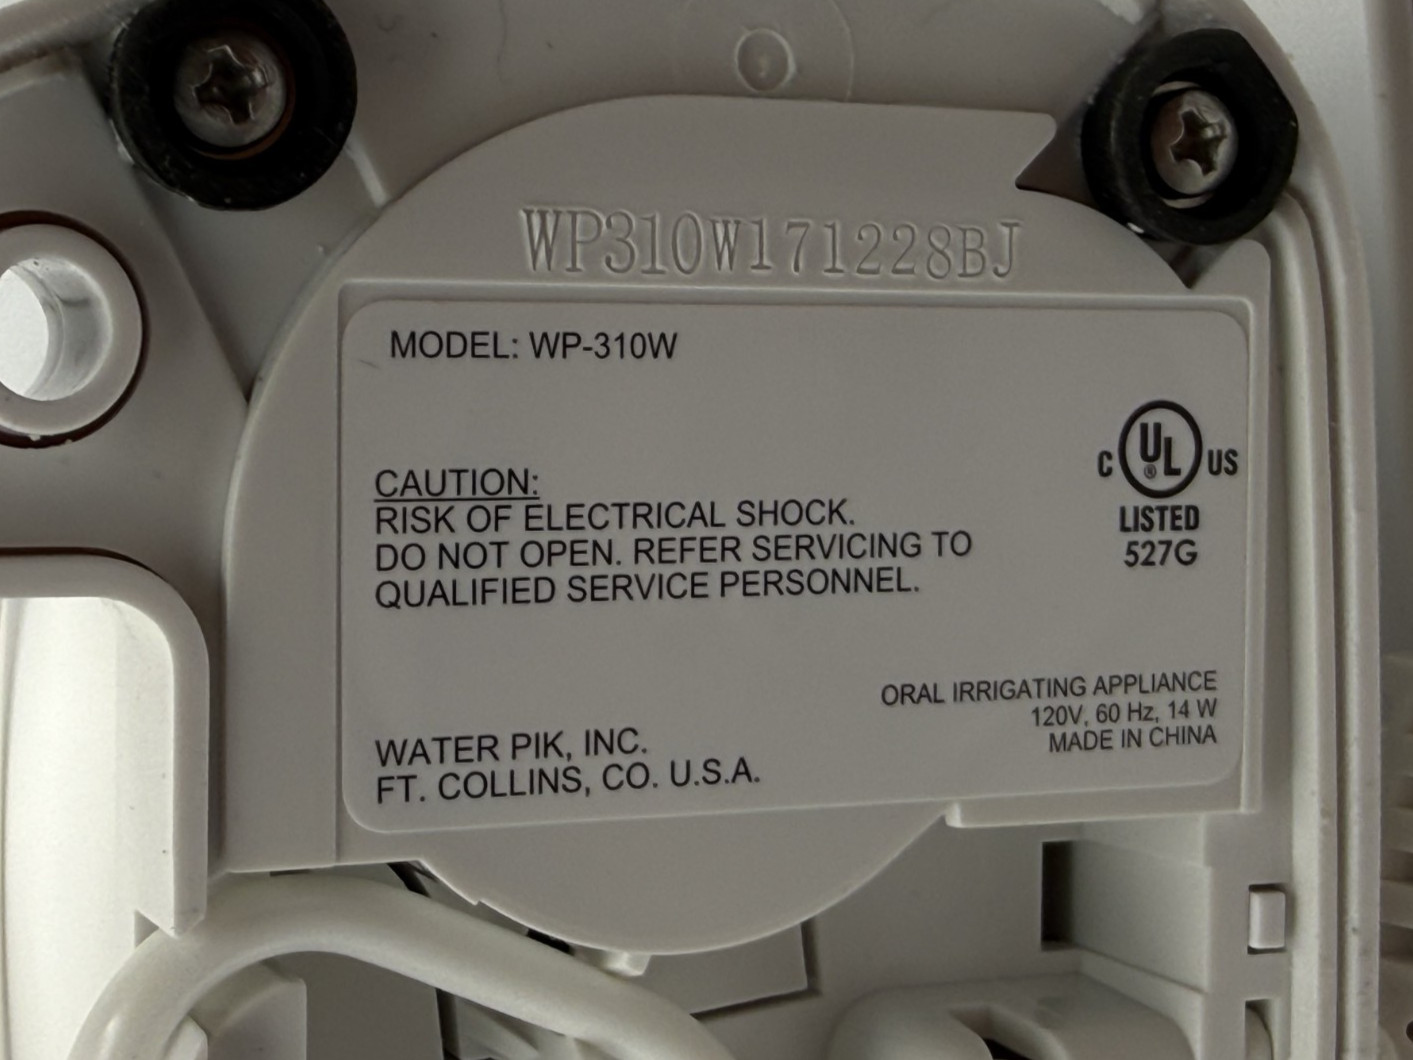 WP310W171228BJ
MODEL: WP-310W
CAUTION:
RISK OF ELECTRICAL SHOCK.
DO NOT OPEN. REFER SERVICING TO
QUALIFIED SERVICE PERSONNEL.
C UL® US
LISTED
527G
WATER PIK, INC.
FT. COLLINS, CO. U.S.A.
ORAL IRRIGATING APPLIANCE
120V, 60 Hz, 14 W
MADE IN CHINA